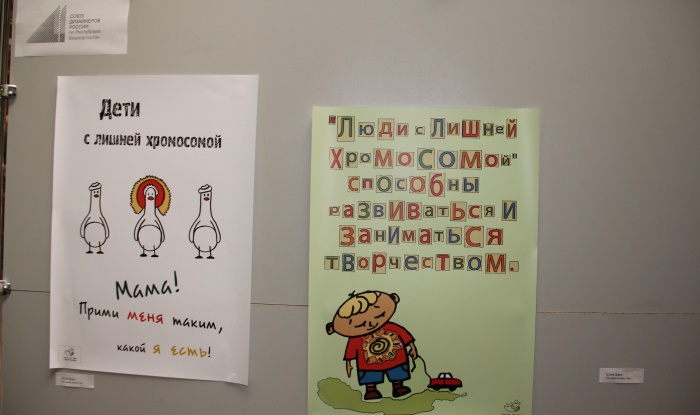 СОЮЗ
ДИЗАЙНЕРОВ
РОССИИ
по Республике
Башкортостан
Дети
с лишней хромосомой
Мама!
Прими меня таким,
какой я есть!
"Люди с лишней
хромосомой"
способны
развиваться и
заниматься
творчеством.